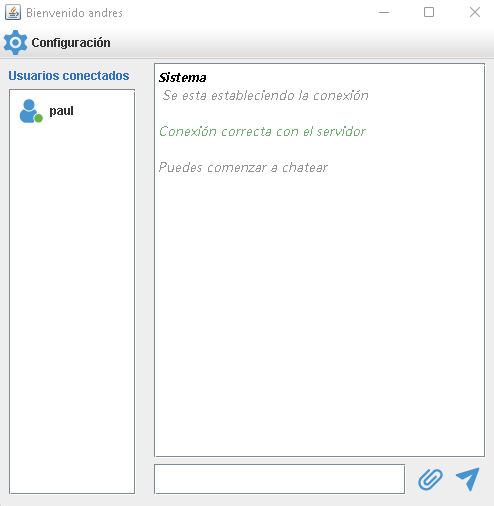 Bienvenido andres
Configuración
Usuarios conectados
paul
Sistema
Se esta estableciendo la conexión
Conexión correcta con el servidor
Puedes comenzar a chatear